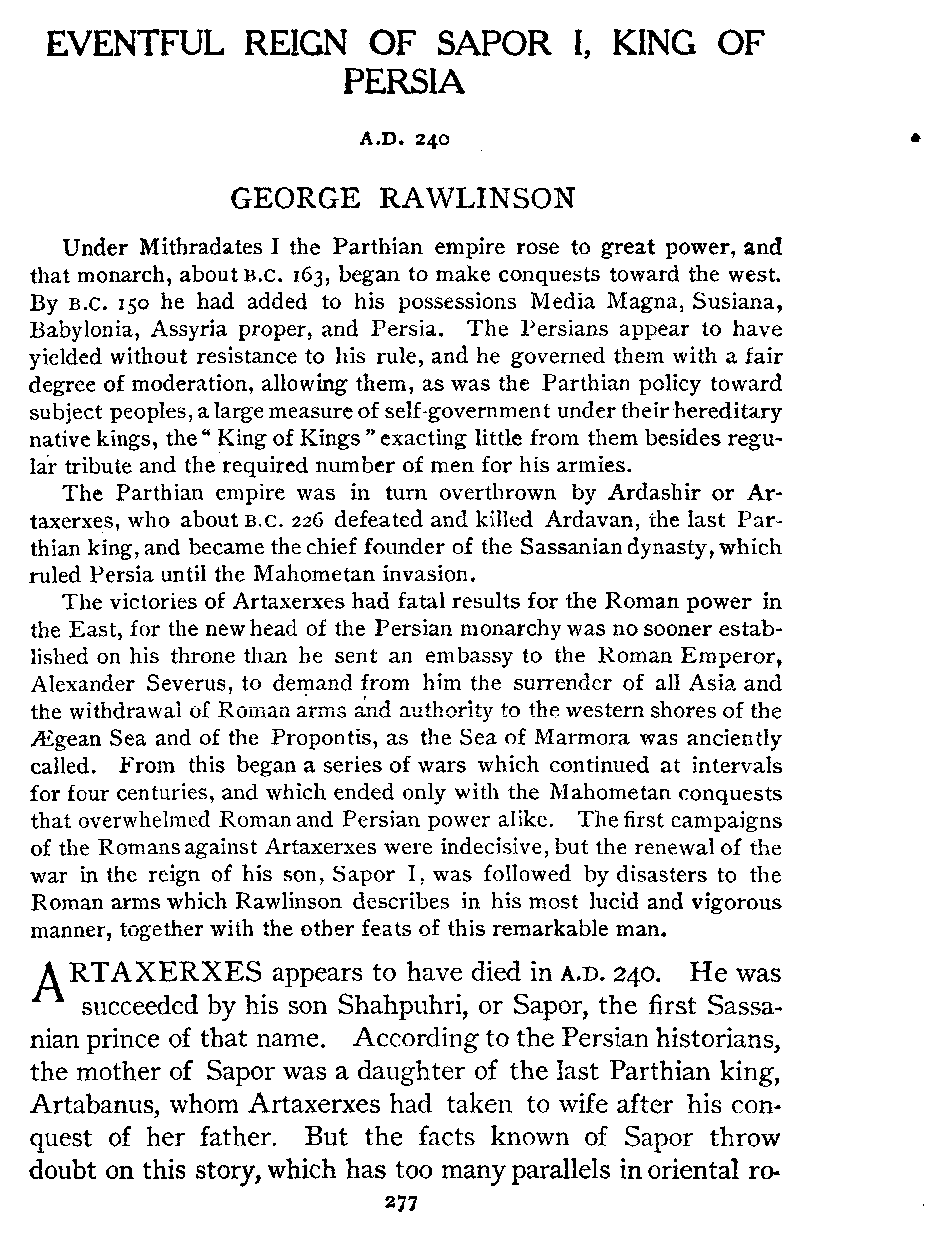 EVENTFUL REIGN OF SAPOR I, KING OF
PERSIA
A.D. 240
GEORGE RAWLINSON
Under Mithradates I the Parthian empire rose to great power, and
that monarch, about B.C. 163, began to make conquests toward the west.
By B.C. 150 he had added to his possessions Media Magna, Susiana,
Babylonia, Assyria proper, and Persia. The Persians appear to have
yielded without resistance to his rule, and he governed them with a fair
degree of moderation, allowing them, as was the Parthian policy toward
subject peoples, a large measure of self-government under their hereditary
native kings, the "King of Kings" exacting little from them besides regu-
lar tribute and the required number of men for his armies.
The Parthian empire was in turn overthrown by Ardashir or Ar-
taxerxes, who about B.C. 226 defeated and killed Ardavan, the last Par-
thian king, and became the chief founder of the Sassanian dynasty, which
ruled Persia until the Mahometan invasion.
The victories of Artaxerxes had fatal results for the Roman power in
the East, for the new head of the Persian monarchy was no sooner estab-
lished on his throne than he sent an embassy to the Roman Emperor,
Alexander Severus, to demand from him the surrender of all Asia and
the withdrawal of Roman arms and authority to the western shores of the
Ægean Sea and of the Propontis, as the Sea of Marmora was anciently
called. From this began a series of wars which continued at intervals
for four centuries, and which ended only with the Mahometan conquests
that overwhelmed Roman and Persian power alike. The first campaigns
of the Romans against Artaxerxes were indecisive, but the renewal of the
war in the reign of his son, Sapor I, was followed by disasters to the
Roman arms which Rawlinson describes in his most lucid and vigorous
manner, together with the other feats of this remarkable man.
ARTAXERXES appears to have died in A.D. 240. He was
succeeded by his son Shahpuhri, or Sapor, the first Sassa-
nian prince of that name. According to the Persian historians,
the mother of Sapor was a daughter of the last Parthian king,
Artabanus, whom Artaxerxes had taken to wife after his con-
quest of her father. But the facts known of Sapor throw
doubt on this story, which has too many parallels in oriental ro-
277